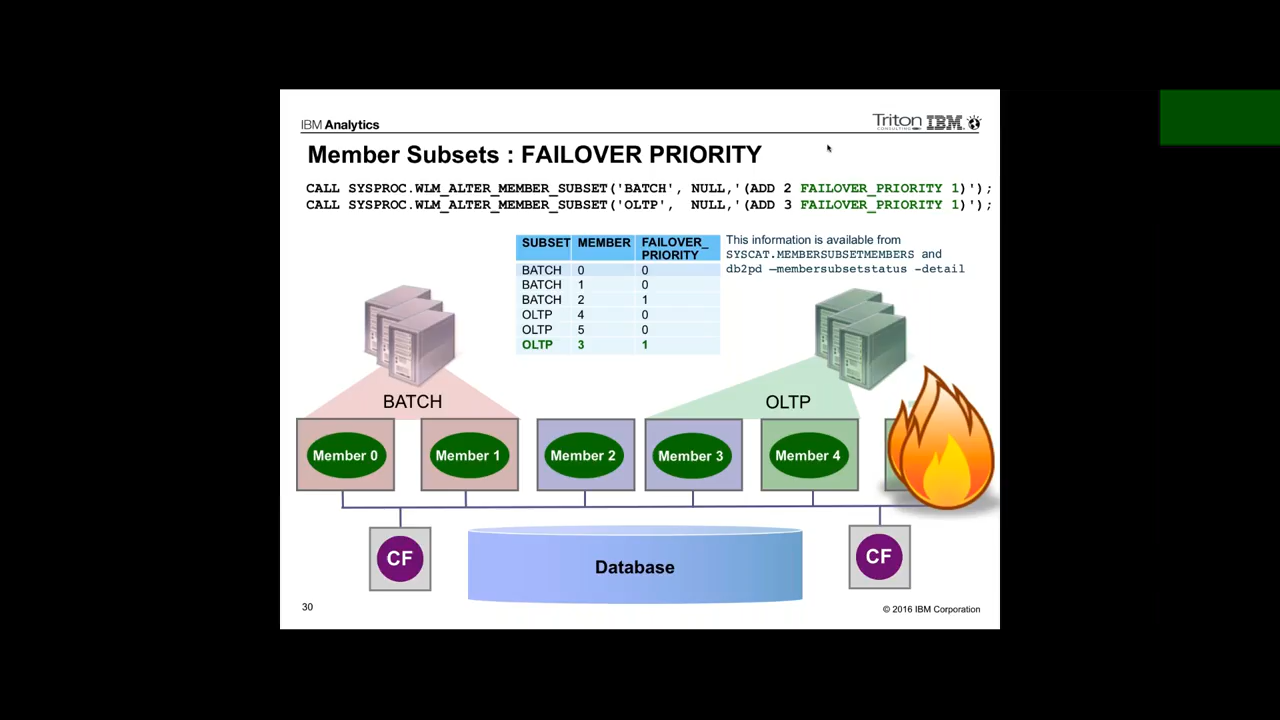 IBM Analytics
Triton
CONSULTING
IBM
Member Subsets : FAILOVER PRIORITY
CALL SYSPROC.WLM_ALTER_MEMBER_SUBSET('BATCH', NULL,'(ADD 2 FAILOVER_PRIORITY 1)');
CALL SYSPROC.WLM_ALTER_MEMBER_SUBSET('OLTP', NULL,'(ADD 3 FAILOVER_PRIORITY 1)');
SUBSET MEMBER FAILOVER_
PRIORITY
BATCH 0 0
BATCH 1 0
BATCH 2 1
OLTP 4 0
OLTP 5 0
OLTP 3 1
This information is available from
SYSCAT.MEMBERSUBSETMEMBERS and
db2pd –membersubsetstatus -detail
BATCH
OLTP
Member 0
Member 1
Member 2
Member 3
Member 4
CF
Database
CF
30
© 2016 IBM Corporation